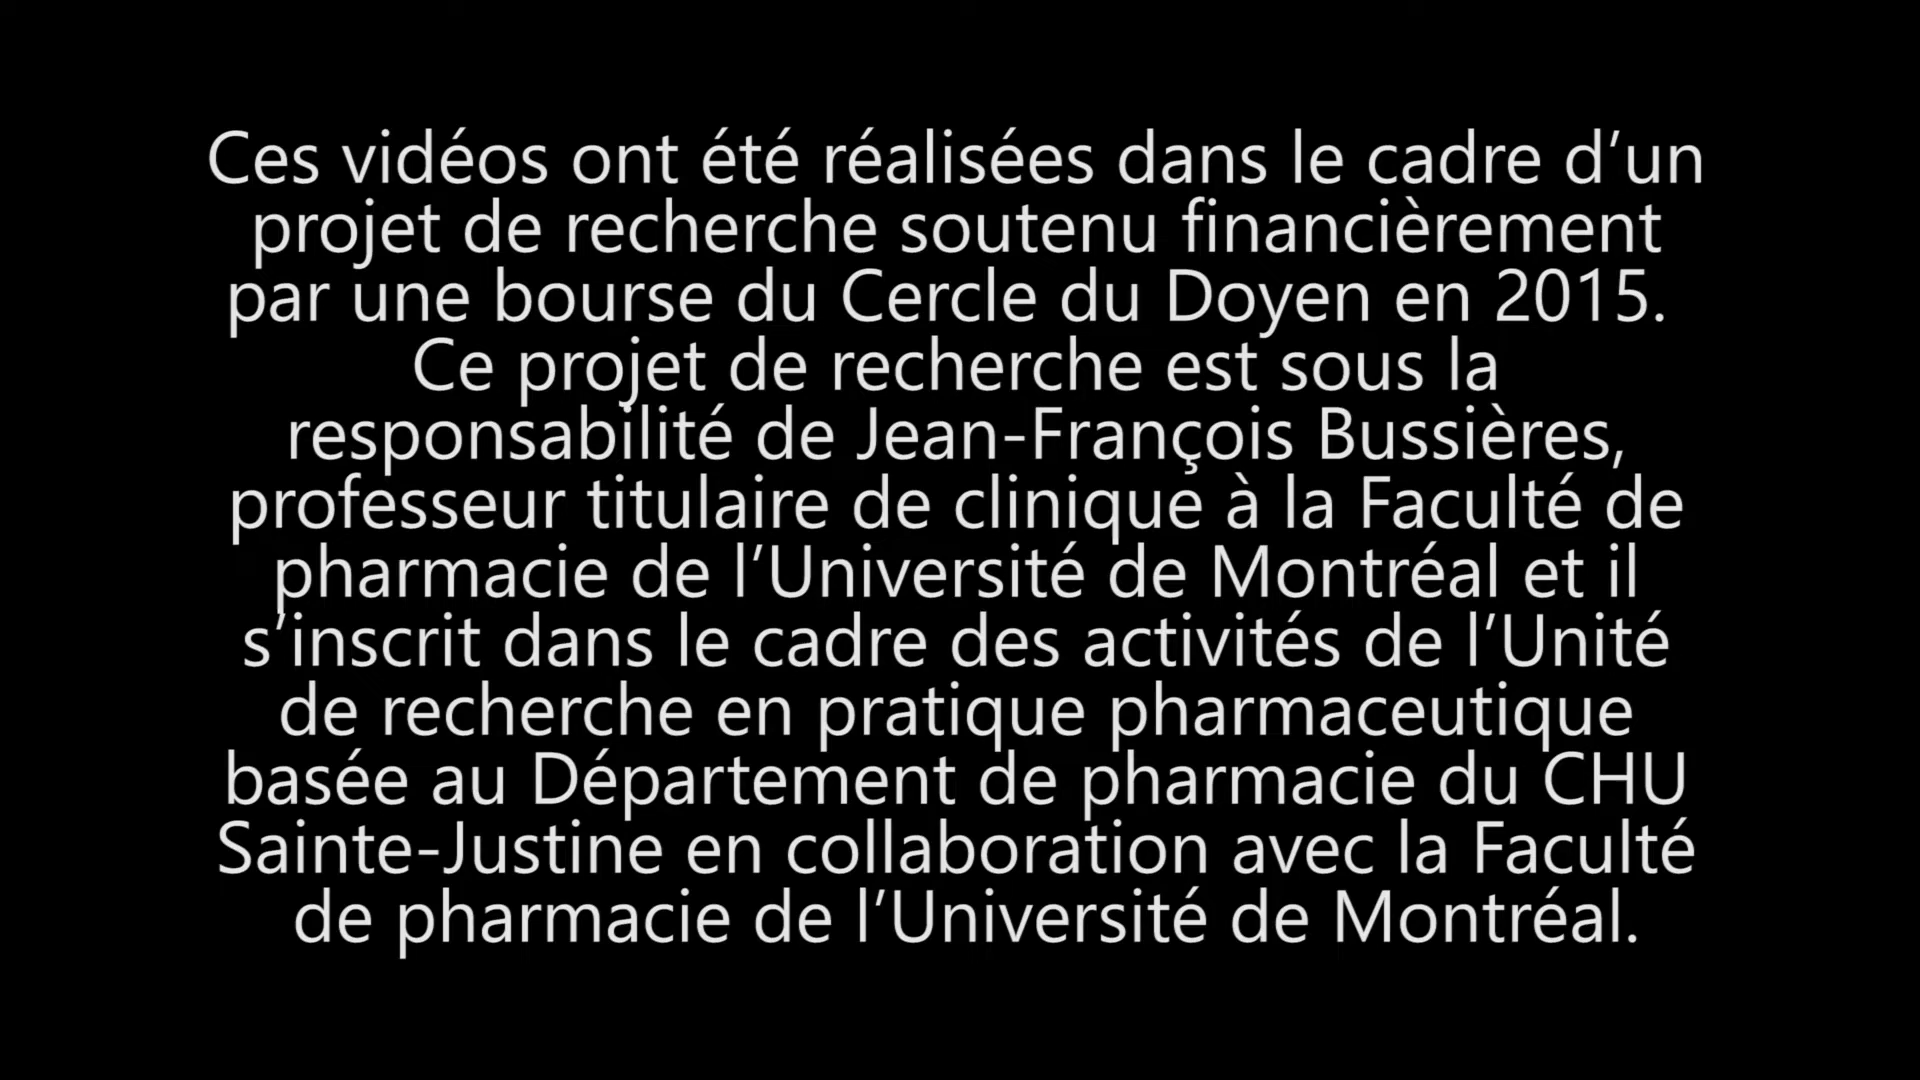 Ces vidéos ont été réalisées dans le cadre d’un
projet de recherche soutenu financièrement
par une bourse du Cercle du Doyen en 2015.
Ce projet de recherche est sous la
responsabilité de Jean-François Bussières,
professeur titulaire de clinique à la Faculté de
pharmacie de l’Université de Montréal et il
s’inscrit dans le cadre des activités de l’Unité
de recherche en pratique pharmaceutique
basée au Département de pharmacie du CHU
Sainte-Justine en collaboration avec la Faculté
de pharmacie de l’Université de Montréal.